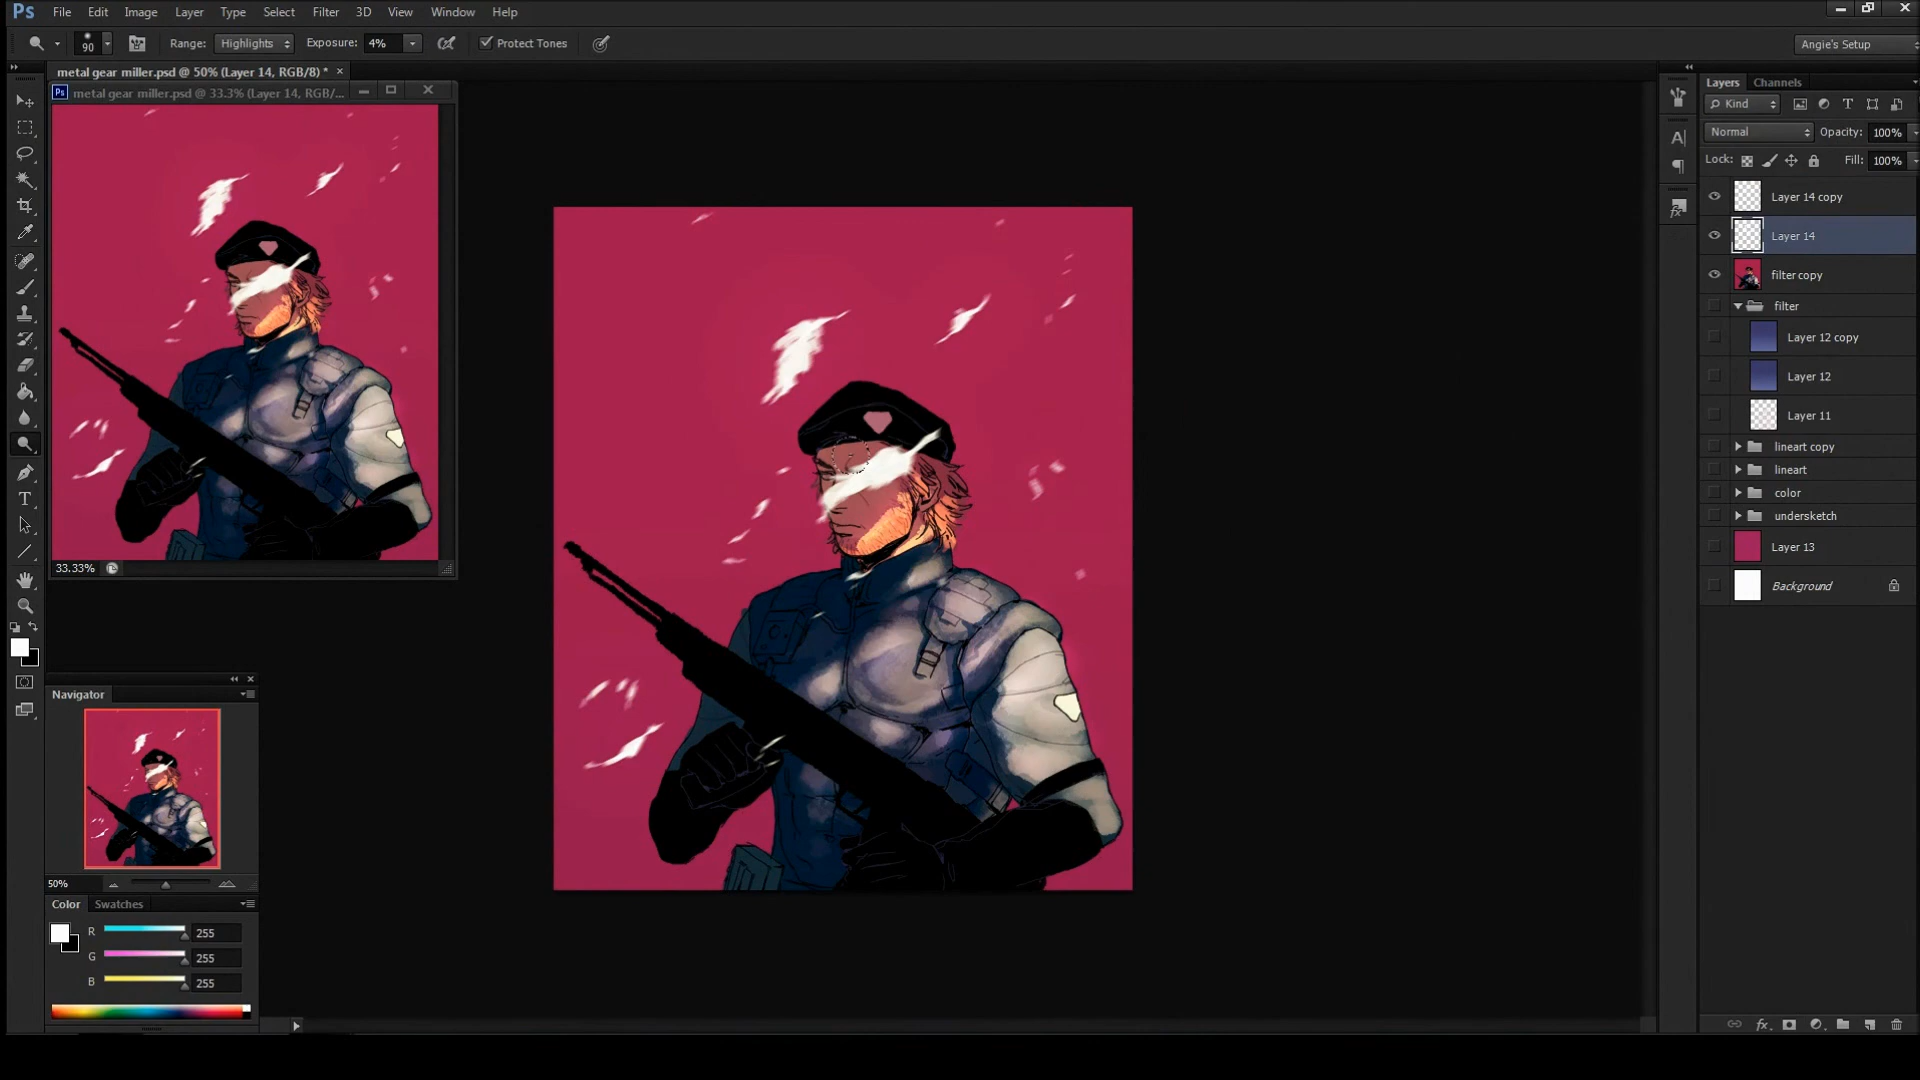 Ps File Edit Image Layer Type Select Filter 3D View Window Help
90 Range: Highlights Exposure: 4% Protect Tones Angie's Setup
metal gear miller.psd @ 50% (Layer 14, RGB/8) * ×
Ps metal gear miller.psd @ 33.3% (Layer 14, RGB/...
33.33%
Navigator
50%
Color Swatches
R 255
G 255
B 255
Layers Channels
Kind
Normal Opacity: 100%
Lock: Fill: 100%
Layer 14 copy
Layer 14
filter copy
filter
Layer 12 copy
Layer 12
Layer 11
lineart copy
lineart
color
undersketch
Layer 13
Background